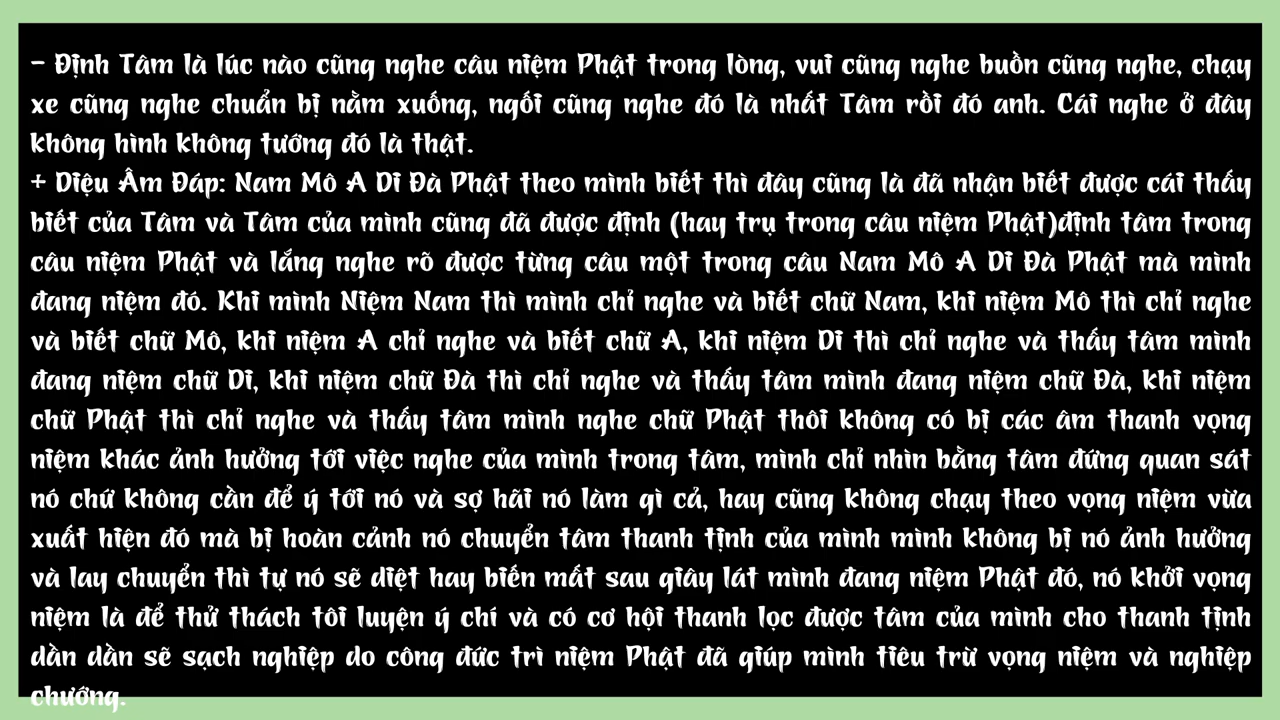 – Định Tâm là lúc nào cũng nghe câu niệm Phật trong lòng, vui cũng nghe buồn cũng nghe, chạy
xe cũng nghe chuẩn bị nằm xuống, ngối cũng nghe đó là nhất Tâm rồi đó anh. Cái nghe ở đây
không hình không tướng đó là thật.
+ Diệu Âm Đáp: Nam Mô A Di Đà Phật theo mình biết thì đây cũng là đã nhận biết được cái thấy
biết của Tâm và Tâm của mình cũng đã được định (hay trụ trong câu niệm Phật)định tâm trong
câu niệm Phật và lắng nghe rõ được từng câu một trong câu Nam Mô A Di Đà Phật mà mình
đang niệm đó. Khi mình Niệm Nam thì mình chỉ nghe và biết chữ Nam, khi niệm Mô thì chỉ nghe
và biết chữ Mô, khi niệm A chỉ nghe và biết chữ A, khi niệm Di thì chỉ nghe và thấy tâm mình
đang niệm chữ Di, khi niệm chữ Đà thì chỉ nghe và thấy tâm mình đang niệm chữ Đà, khi niệm
chữ Phật thì chỉ nghe và thấy tâm mình nghe chữ Phật thôi không có bị các âm thanh vọng
niệm khác ảnh hưởng tới việc nghe của mình trong tâm, mình chỉ nhìn bằng tâm đứng quan sát
nó chứ không cần để ý tới nó và sợ hãi nó làm gì cả, hay cũng không chạy theo vọng niệm vừa
xuất hiện đó mà bị hoàn cảnh nó chuyển tâm thanh tịnh của mình mình không bị nó ảnh hưởng
và lay chuyển thì tự nó sẽ diệt hay biến mất sau giây lát mình đang niệm Phật đó, nó khởi vọng
niệm là để thử thách tôi luyện ý chí và có cơ hội thanh lọc được tâm của mình cho thanh tịnh
dần dần sẽ sạch nghiệp do công đức trì niệm Phật đã giúp mình tiêu trừ vọng niệm và nghiệp
chướng.